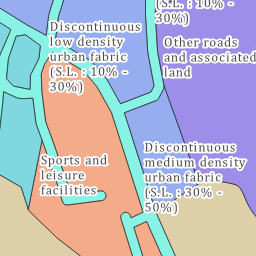 (S.L. : 10% -
30%)
Discontinuous
low density
urban fabric
(S.L. : 10% -
30%)
Other roads
and associated
land
Discontinuous
medium density
urban fabric
(S.L. : 30% -
50%)
Sports and
leisure
facilities